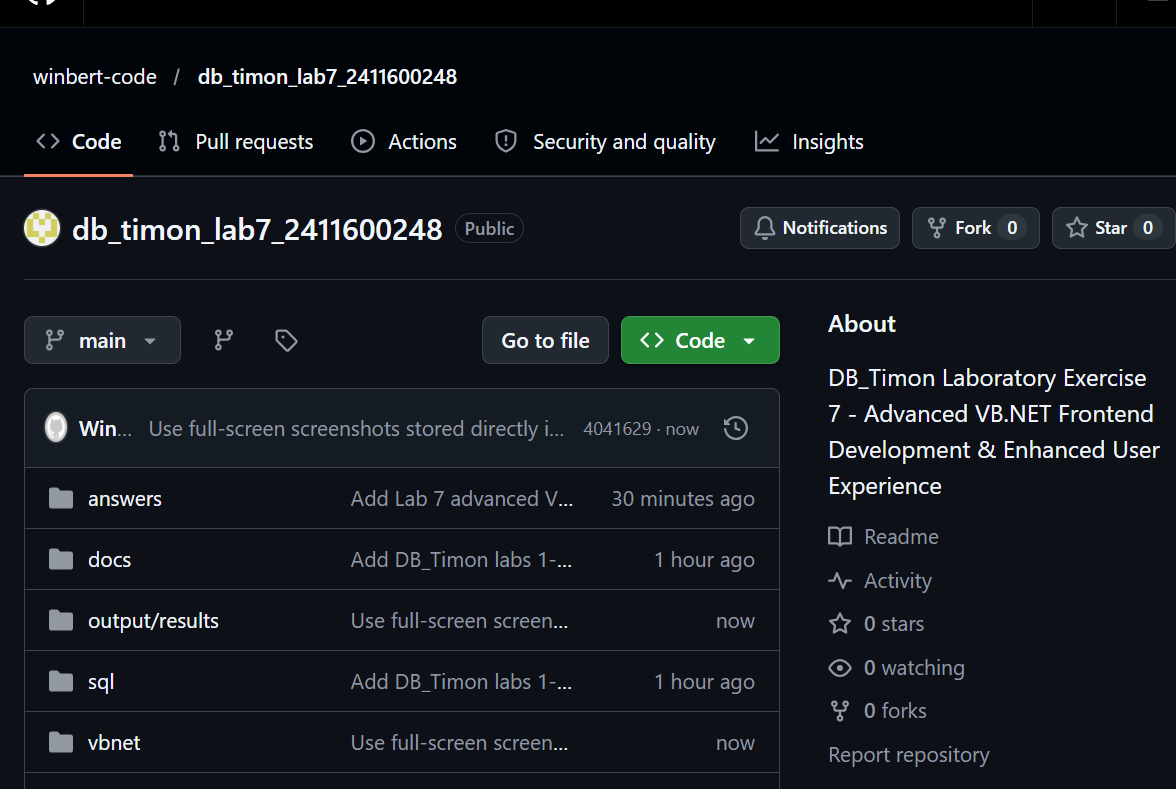 winbert-code / db_timon_lab7_2411600248
Code Pull requests Actions Security and quality Insights
db_timon_lab7_2411600248 Public Notifications Fork 0 Star 0
main Go to file Code
Win... Use full-screen screenshots stored directly i... 4041629 · now
answers Add Lab 7 advanced V... 30 minutes ago
docs Add DB_Timon labs 1-... 1 hour ago
output/results Use full-screen screen... now
sql Add DB_Timon labs 1-... 1 hour ago
vbnet Use full-screen screen... now
About
DB_Timon Laboratory Exercise
7 - Advanced VB.NET Frontend
Development & Enhanced User
Experience
Readme
Activity
0 stars
0 watching
0 forks
Report repository